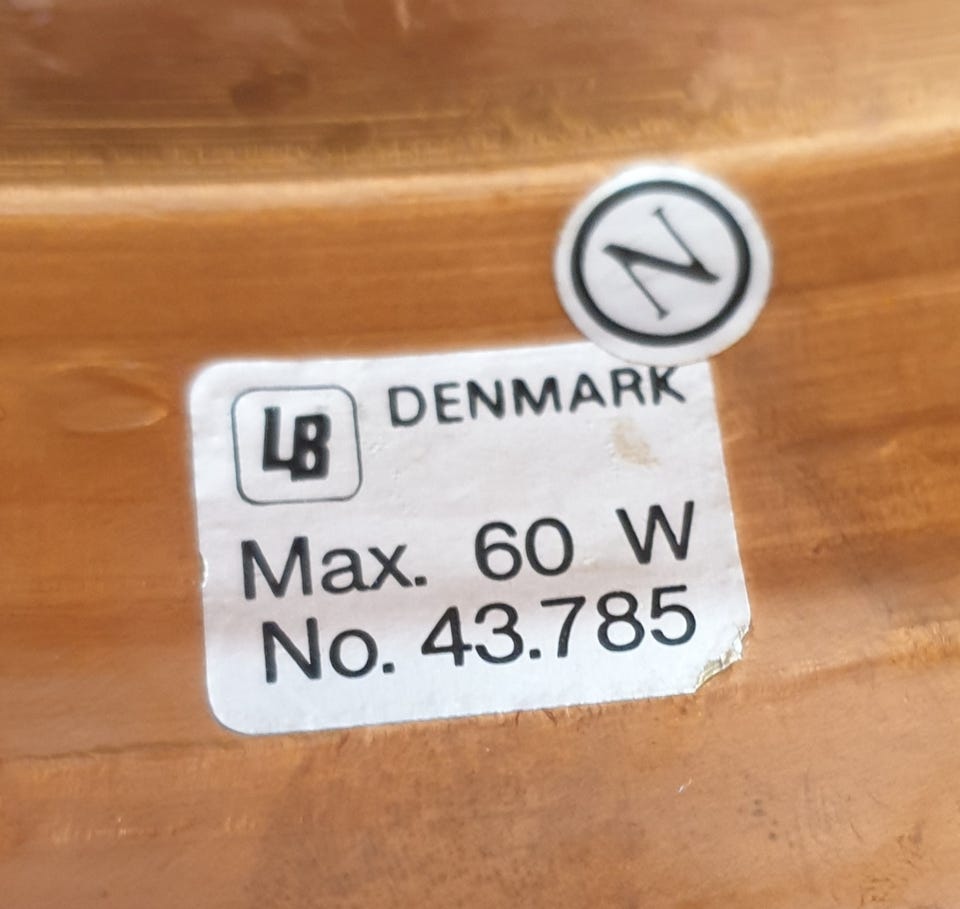 N
LB DENMARK
Max. 60 W
No. 43.785